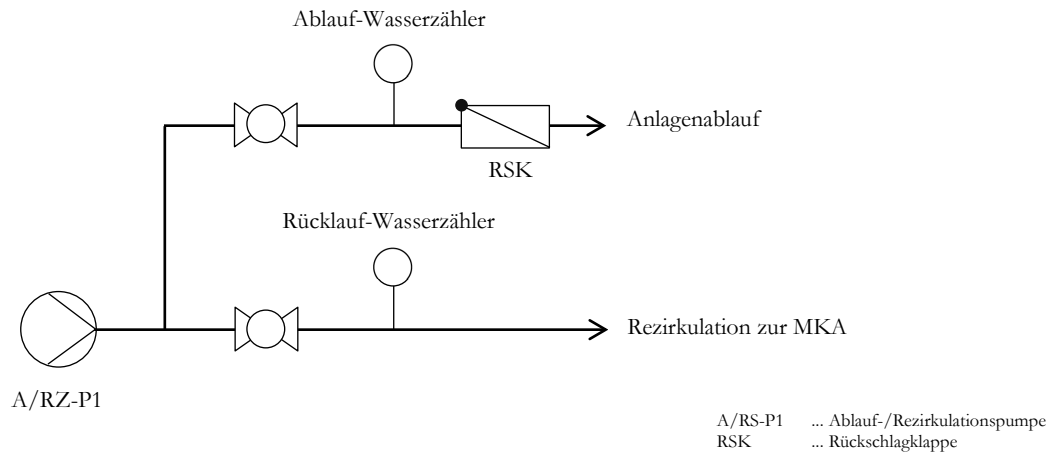 Ablauf-Wasserzähler
Anlagenablauf
RSK
Rücklauf-Wasserzähler
Rezirkulation zur MKA
A/RZ-P1
A/RS-P1 ... Ablauf-/Rezirkulationspumpe
RSK ... Rückschlagklappe